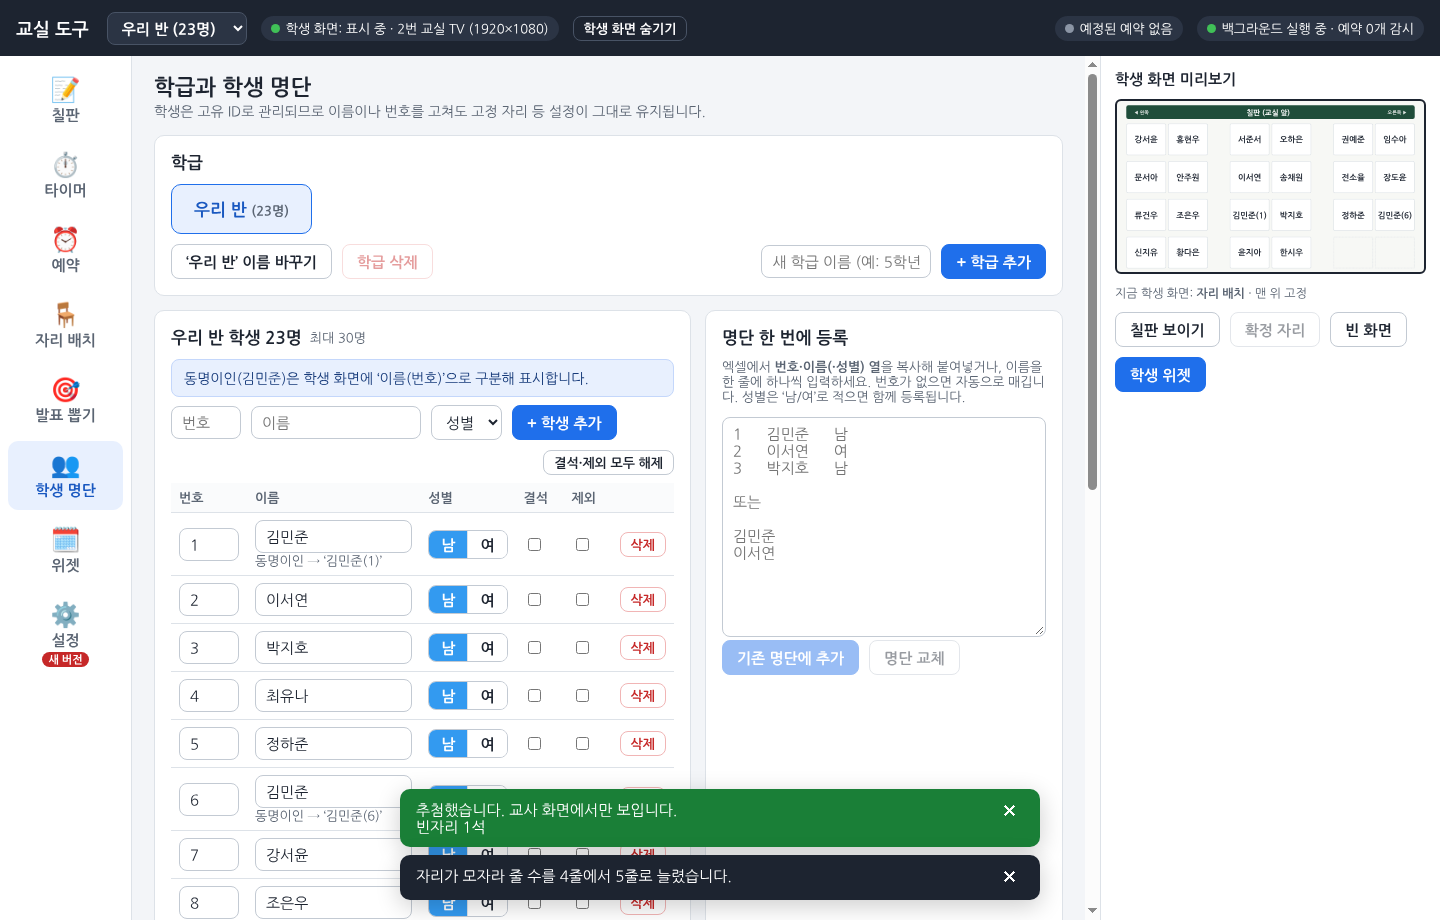 교실 도구
우리 반 (23명)
학생 화면: 표시 중 · 2번 교실 TV (1920×1080)
학생 화면 숨기기
예정된 예약 없음
백그라운드 실행 중 · 예약 0개 감시
칠판
타이머
예약
자리 배치
발표 뽑기
학생 명단
위젯
설정
새 버전
학급과 학생 명단
학생은 고유 ID로 관리되므로 이름이나 번호를 고쳐도 고정 자리 등 설정이 그대로 유지됩니다.
학급
우리 반 (23명)
‘우리 반’ 이름 바꾸기
학급 삭제
새 학급 이름 (예: 5학년
+ 학급 추가
우리 반 학생 23명 최대 30명
동명이인(김민준)은 학생 화면에 ‘이름(번호)’으로 구분해 표시합니다.
번호
이름
성별
+ 학생 추가
결석·제외 모두 해제
번호 이름 성별 결석 제외
1 김민준 남 여 삭제
동명이인 → ‘김민준(1)’
2 이서연 남 여 삭제
3 박지호 남 여 삭제
4 최유나 남 여 삭제
5 정하준 남 여 삭제
6 김민준
동명이인 → ‘김민준(6)’
7 강서윤
8 조은우
명단 한 번에 등록
엑셀에서 번호·이름(·성별) 열을 복사해 붙여넣거나, 이름을
한 줄에 하나씩 입력하세요. 번호가 없으면 자동으로 매깁니
다. 성별은 ‘남/여’로 적으면 함께 등록됩니다.
1 김민준 남
2 이서연 여
3 박지호 남
또는
김민준
이서연
기존 명단에 추가
명단 교체
추첨했습니다. 교사 화면에서만 보입니다.
빈자리 1석
자리가 모자라 줄 수를 4줄에서 5줄로 늘렸습니다.
학생 화면 미리보기
칠판 (교실 앞)
강서윤 홍현우 서준서 오하은 권예준 임수아
문서아 안주원 이서연 송채원 전소율 장도윤
류건우 조은우 김민준(1) 박지호 정하준 김민준(6)
신지유 황다은 윤지아 한시우
지금 학생 화면: 자리 배치 · 맨 위 고정
칠판 보이기
확정 자리
빈 화면
학생 위젯